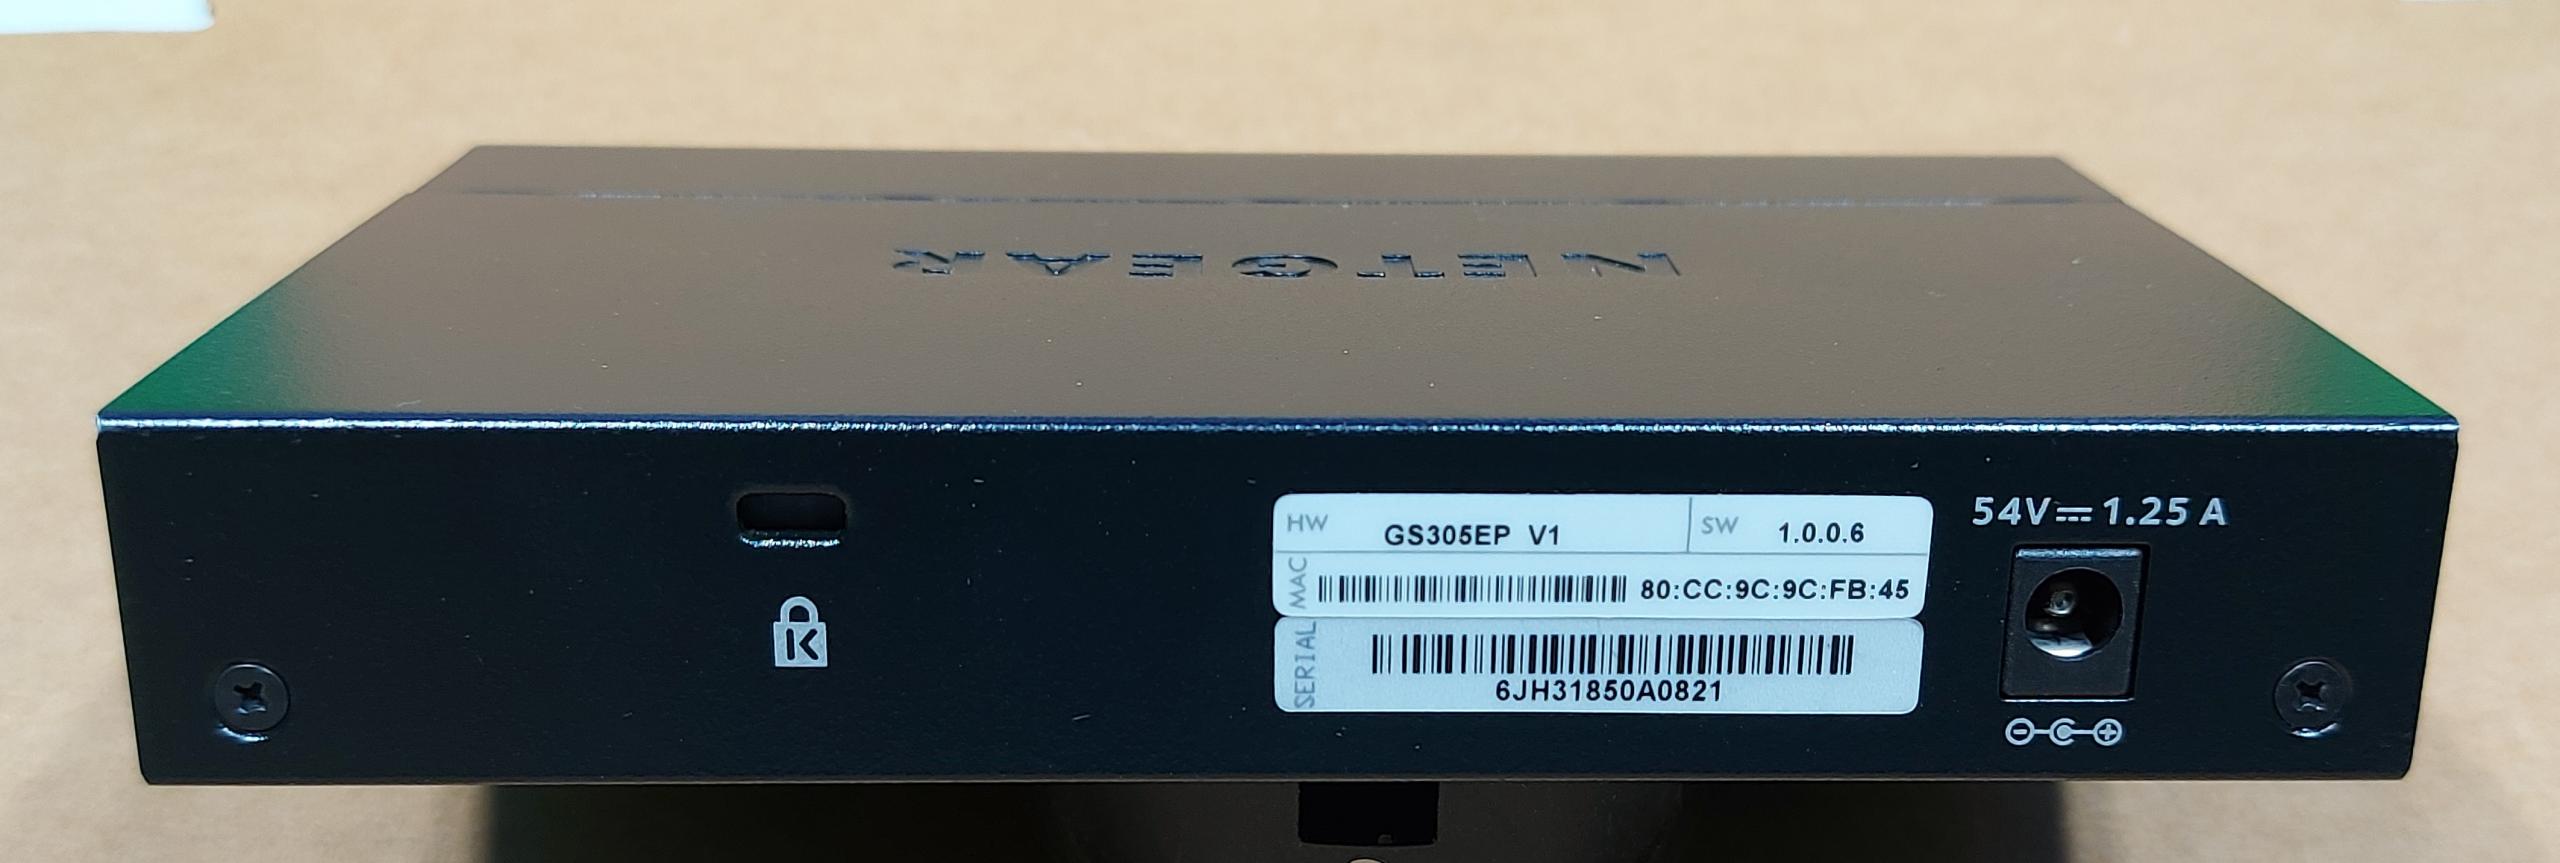 NETGEAR
HW GS305EP V1 SW 1.0.0.6
MAC 80:CC:9C:9C:FB:45
SERIAL 6JH31850A0821
54V⎓1.25 A
K